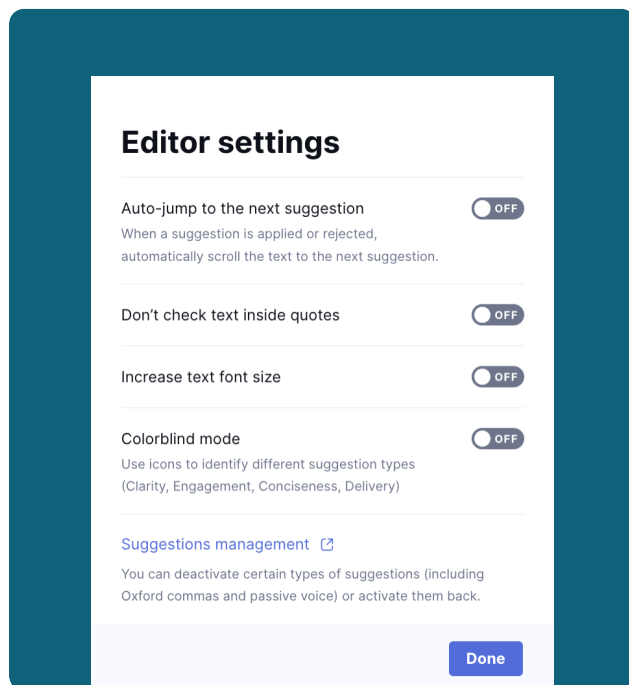 Editor settings
Auto-jump to the next suggestion
OFF
When a suggestion is applied or rejected,
automatically scroll the text to the next suggestion.
Don’t check text inside quotes
OFF
Increase text font size
OFF
Colorblind mode
OFF
Use icons to identify different suggestion types
(Clarity, Engagement, Conciseness, Delivery)
Suggestions management
You can deactivate certain types of suggestions (including
Oxford commas and passive voice) or activate them back.
Done